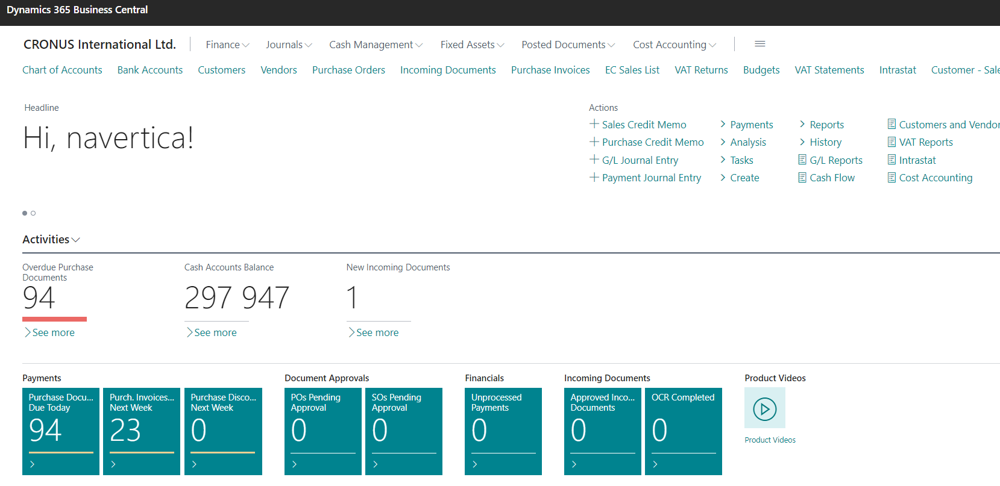 Dynamics 365 Business Central
CRONUS International Ltd. Finance Journals Cash Management Fixed Assets Posted Documents Cost Accounting
Chart of Accounts Bank Accounts Customers Vendors Purchase Orders Incoming Documents Purchase Invoices EC Sales List VAT Returns Budgets VAT Statements Intrastat Customer - Sale
Headline
Hi, navertica!
Actions
Sales Credit Memo Payments Reports Customers and Vendor
Purchase Credit Memo Analysis History VAT Reports
G/L Journal Entry Tasks G/L Reports Intrastat
Payment Journal Entry Create Cash Flow Cost Accounting
Activities
Overdue Purchase
Documents
94
See more
Cash Accounts Balance
297 947
See more
New Incoming Documents
1
See more
Payments
Purchase Docu...
Due Today
94
Purch. Invoices...
Next Week
23
Purchase Disco...
Next Week
0
Document Approvals
POs Pending
Approval
0
SOs Pending
Approval
0
Financials
Unprocessed
Payments
0
Incoming Documents
Approved Inco...
Documents
0
OCR Completed
0
Product Videos
Product Videos